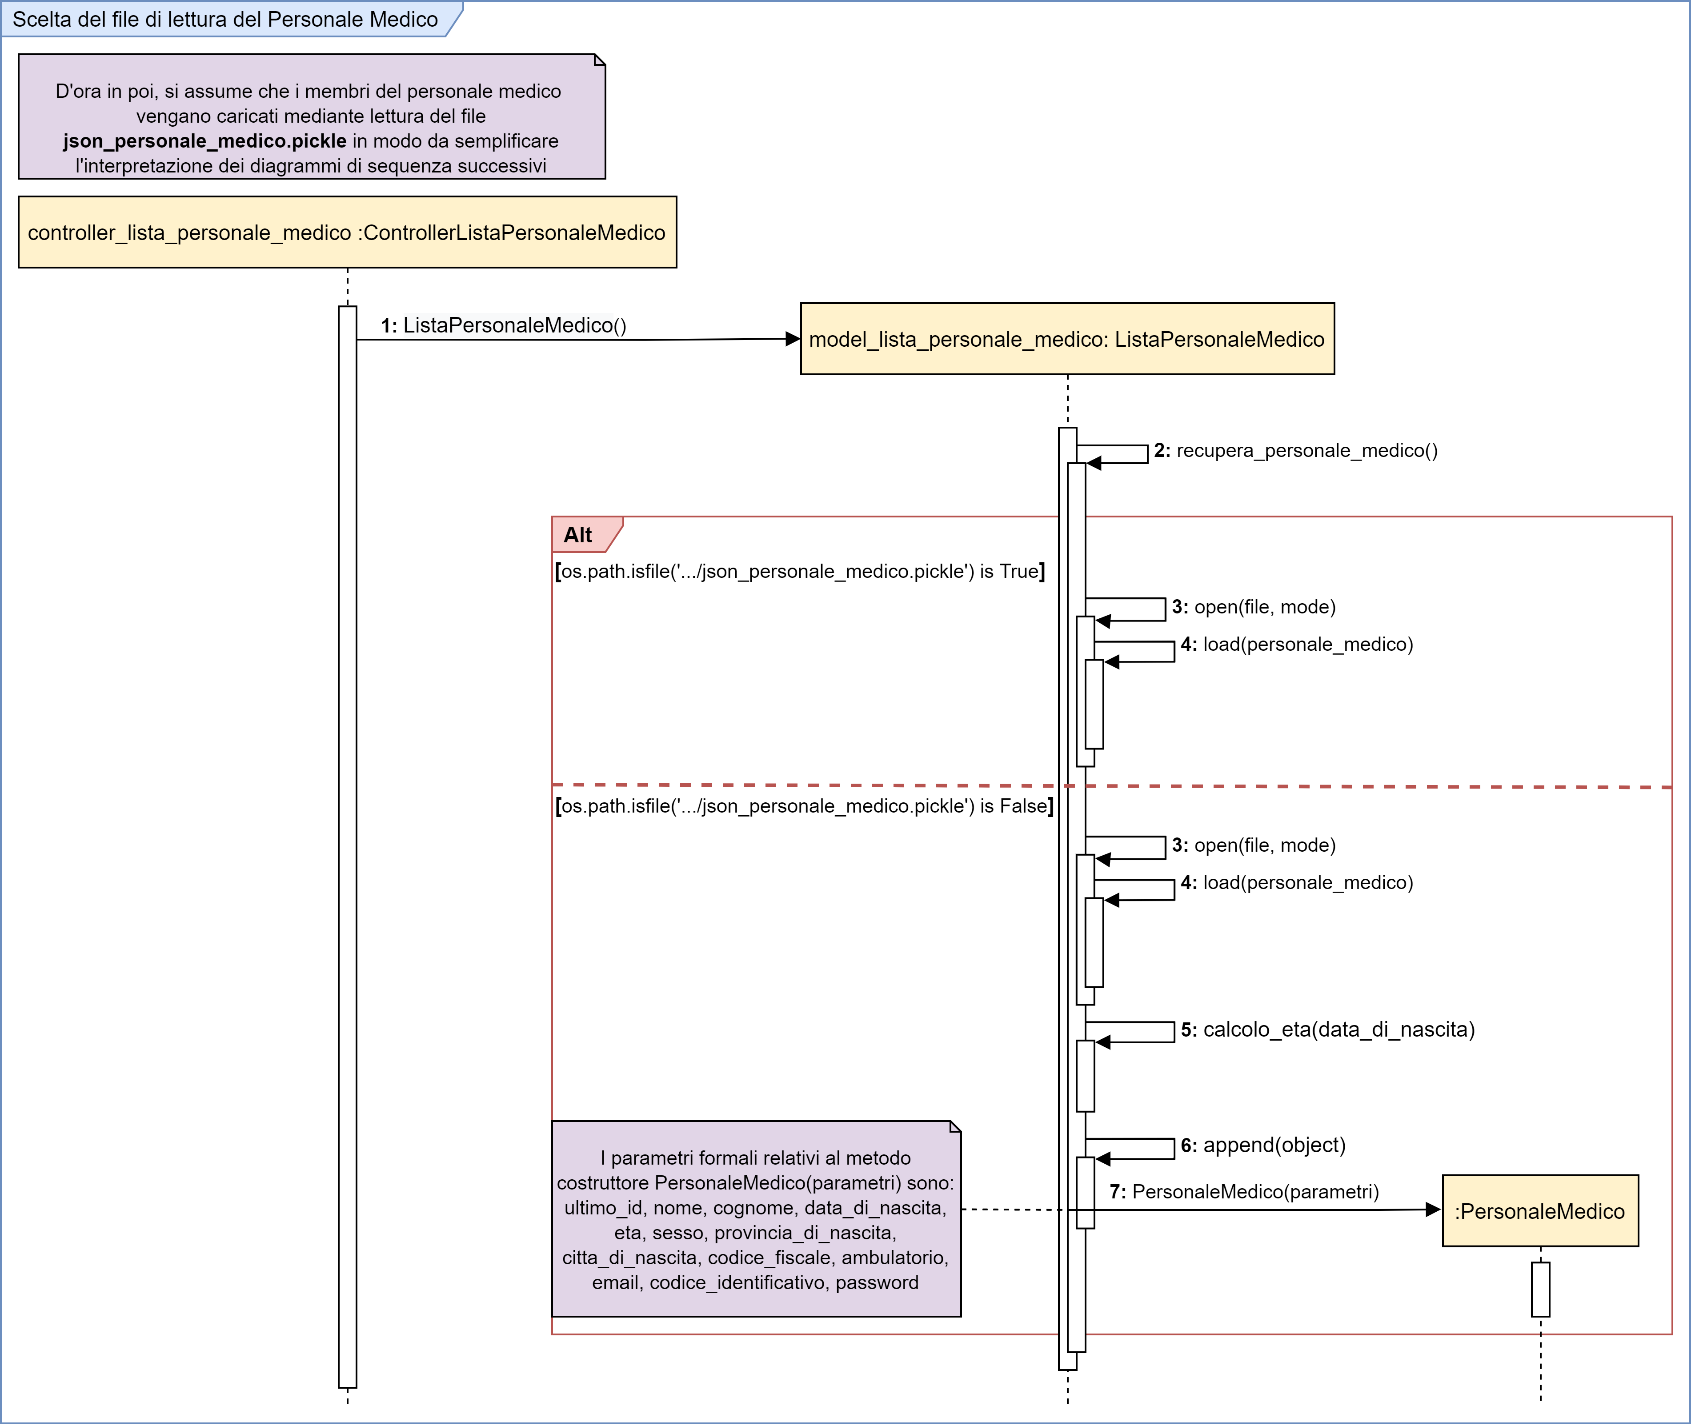 Scelta del file di lettura del Personale Medico
D'ora in poi, si assume che i membri del personale medico
vengano caricati mediante lettura del file
json_personale_medico.pickle in modo da semplificare
l'interpretazione dei diagrammi di sequenza successivi
controller_lista_personale_medico :ControllerListaPersonaleMedico
1: ListaPersonaleMedico()
model_lista_personale_medico: ListaPersonaleMedico
2: recupera_personale_medico()
Alt
[os.path.isfile('.../json_personale_medico.pickle') is True]
3: open(file, mode)
4: load(personale_medico)
[os.path.isfile('.../json_personale_medico.pickle') is False]
3: open(file, mode)
4: load(personale_medico)
5: calcolo_eta(data_di_nascita)
6: append(object)
7: PersonaleMedico(parametri)
:PersonaleMedico
I parametri formali relativi al metodo
costruttore PersonaleMedico(parametri) sono:
ultimo_id, nome, cognome, data_di_nascita,
eta, sesso, provincia_di_nascita,
citta_di_nascita, codice_fiscale, ambulatorio,
email, codice_identificativo, password